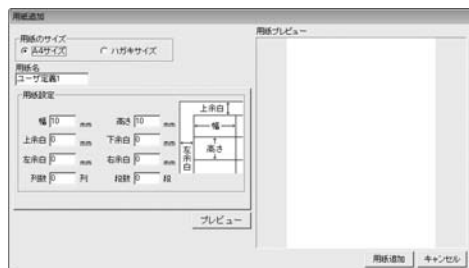 用紙追加
用紙のサイズ
A4サイズ
ハガキサイズ
用紙名
ユーザ定義1
用紙設定
幅 10 mm 高さ 10 mm
上余白 0 mm 下余白 0 mm
左余白 0 mm 右余白 0 mm
列数 0 列 段数 0 段
上余白
幅
高さ
左余白
プレビュー
用紙プレビュー
用紙追加
キャンセル